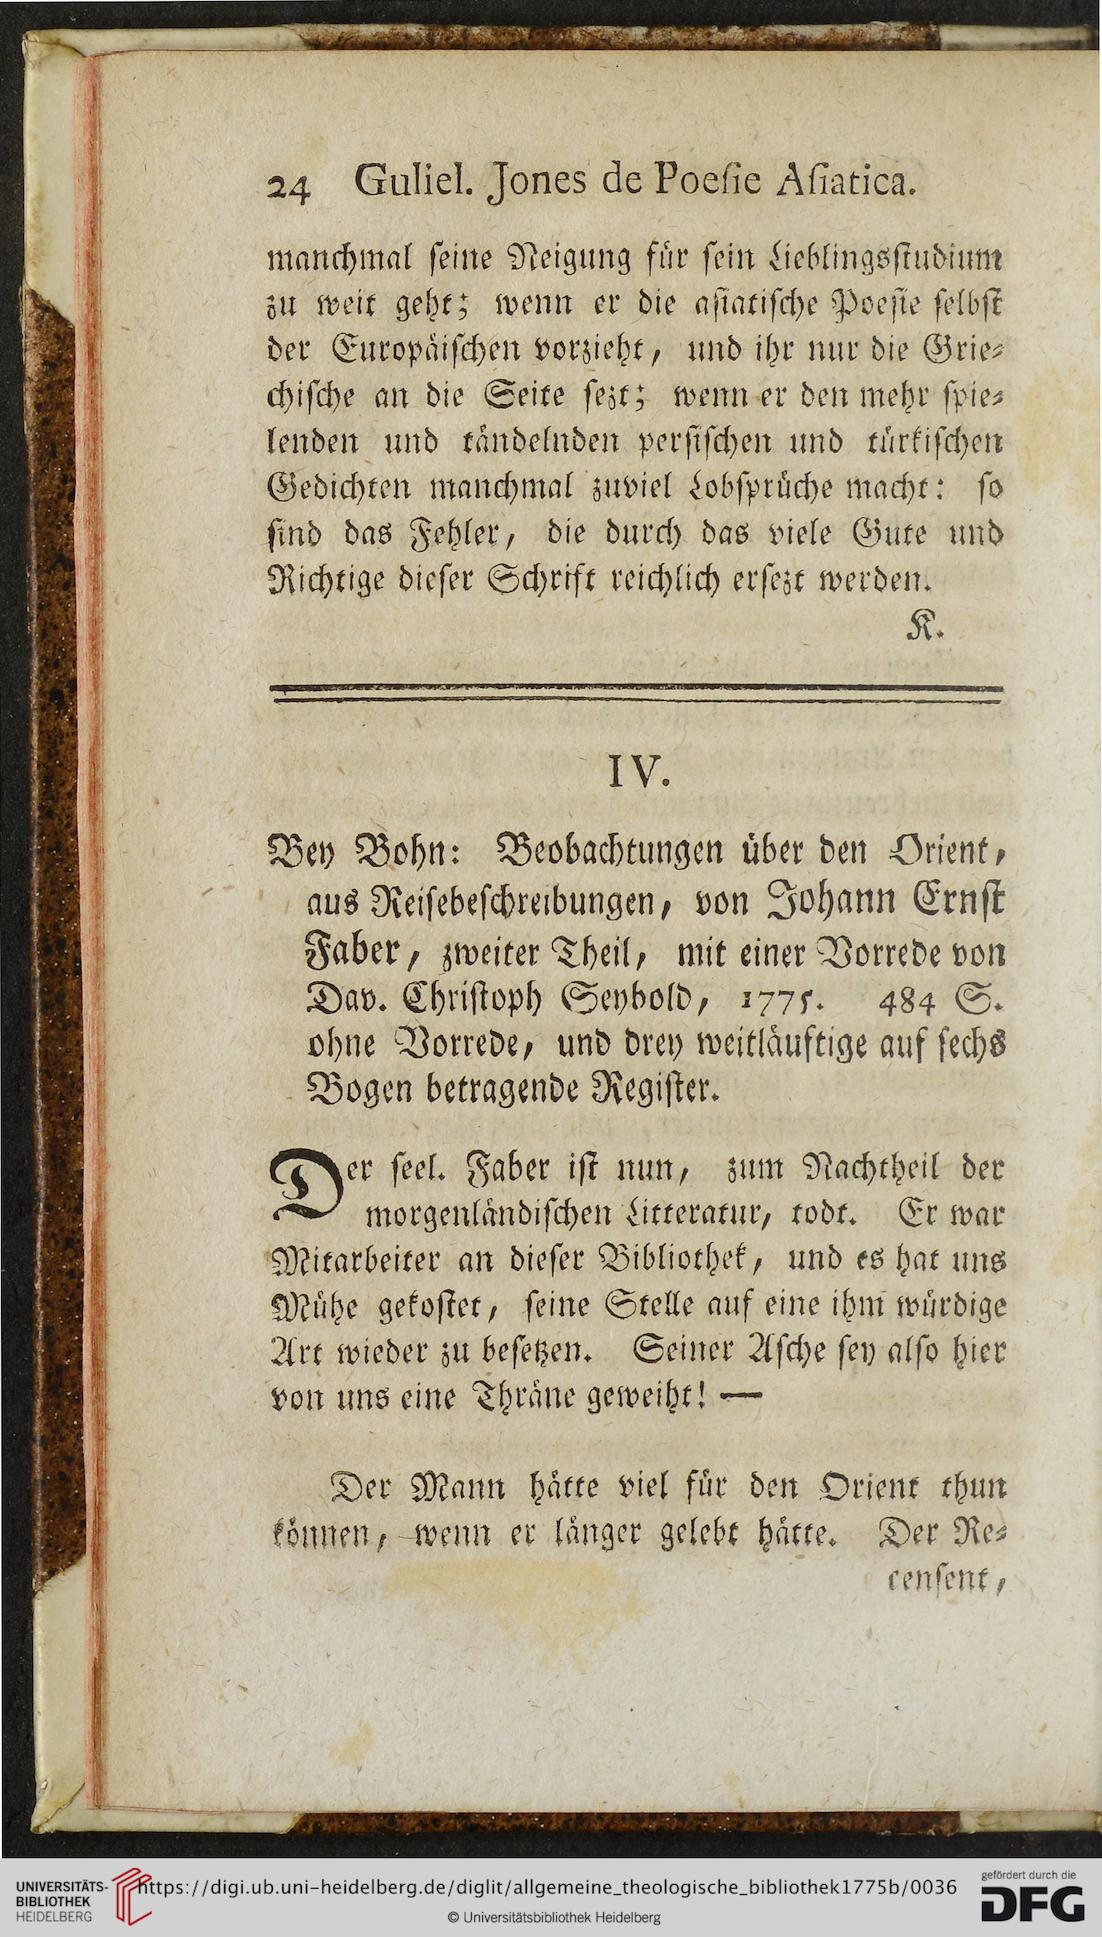 24 Guliel. Jones de Poeſie Aſiatica.
manchmal ſeine Neigung für ſein Lieblingsſtudium
zu weit geht; wenn er die aſiatiſche Poeſie ſelbſt
der Europäiſchen vorzieht, und ihr nur die Grie-
chiſche an die Seite ſezt; wenn er den mehr ſpie-
lenden und tändelnden perſiſchen und türkiſchen
Gedichten manchmal zuviel Lobſprüche macht: ſo
ſind das Fehler, die durch das viele Gute und
Richtige dieſer Schrift reichlich erſezt werden.
K.
IV.
Bey Bohn: Beobachtungen über den Orient,
aus Reiſebeſchreibungen, von Johann Ernſt
Faber, zweiter Theil, mit einer Vorrede von
Dav. Chriſtoph Seybold, 1775. 484 S.
ohne Vorrede, und drey weitläuftige auf ſechs
Bogen betragende Regiſter.
Der ſeel. Faber iſt nun, zum Nachtheil der
morgenländiſchen Litteratur, todt. Er war
Mitarbeiter an dieſer Bibliothek, und es hat uns
Mühe gekoſtet, ſeine Stelle auf eine ihm würdige
Art wieder zu beſetzen. Seiner Aſche ſey alſo hier
von uns eine Thräne geweiht! —
Der Mann hätte viel für den Orient thun
können, wenn er länger gelebt hätte. Der Re-
cenſent,
UNIVERSITÄTS-
BIBLIOTHEK
HEIDELBERG
https://digi.ub.uni-heidelberg.de/diglit/allgemeine_theologische_bibliothek1775b/0036
© Universitätsbibliothek Heidelberg
gefördert durch die
DFG